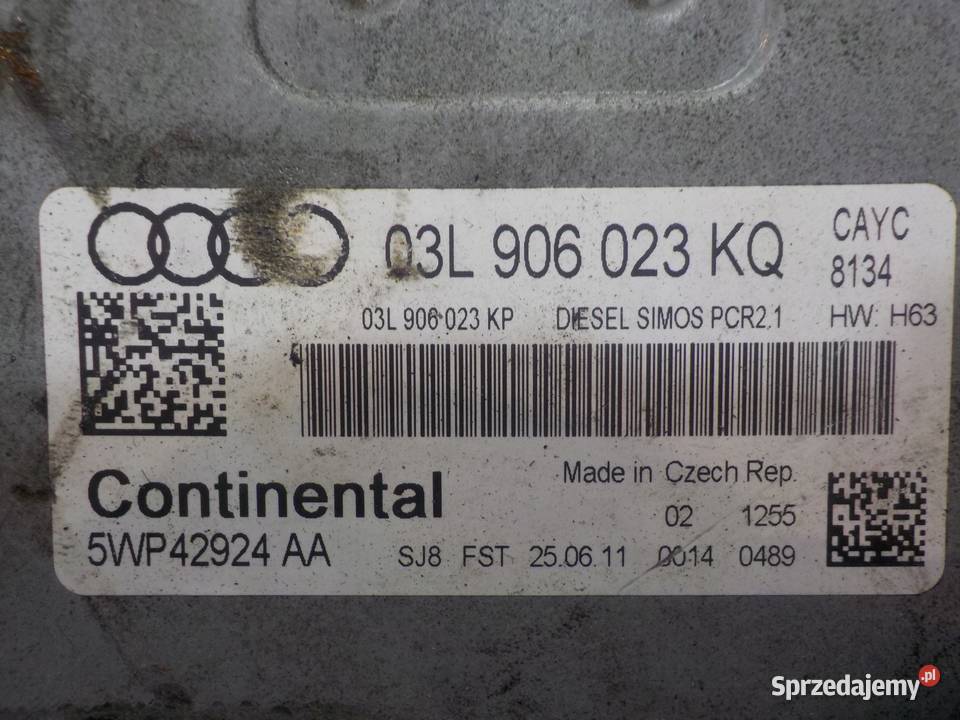 03L 906 023 KQ CAYC
8134
03L 906 023 KP DIESEL SIMOS PCR2.1 HW: H63
Continental Made in Czech Rep.
02 1255
5WP42924 AA SJ8 FST 25.06.11 0014 0489
Sprzedajemy.pl